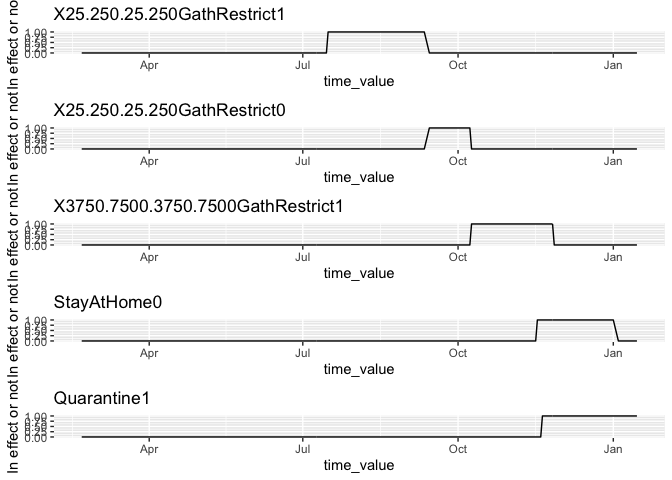 X25.250.25.250GathRestrict1
1.00
0.75
0.50
0.25
0.00
Apr Jul Oct Jan
time_value
X25.250.25.250GathRestrict0
1.00
0.75
0.50
0.25
0.00
Apr Jul Oct Jan
time_value
X3750.7500.3750.7500GathRestrict1
1.00
0.75
0.50
0.25
0.00
Apr Jul Oct Jan
time_value
StayAtHome0
1.00
0.75
0.50
0.25
0.00
Apr Jul Oct Jan
time_value
Quarantine1
1.00
0.75
0.50
0.25
0.00
Apr Jul Oct Jan
time_value
In effect or not
In effect or not
In effect or not
In effect or not
In effect or no